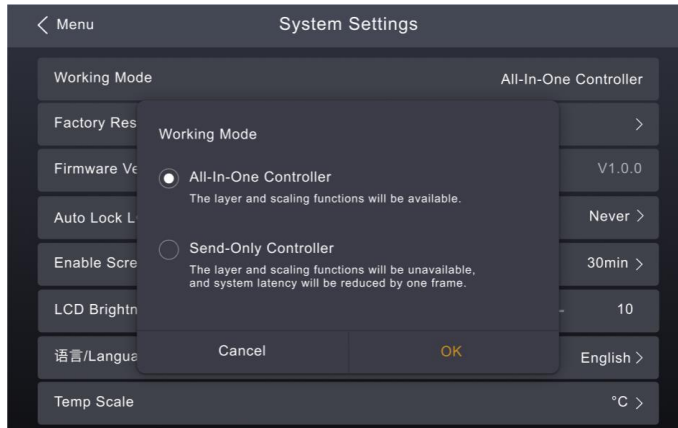 Menu
System Settings
Working Mode
All-In-One Controller
Factory Res
Working Mode
All-In-One Controller
The layer and scaling functions will be available.
Firmware Ve
V1.0.0
Auto Lock L
Never
Send-Only Controller
The layer and scaling functions will be unavailable,
and system latency will be reduced by one frame.
Enable Scre
30min
LCD Brightn
10
Cancel
OK
语言/Langua
English
Temp Scale
°C